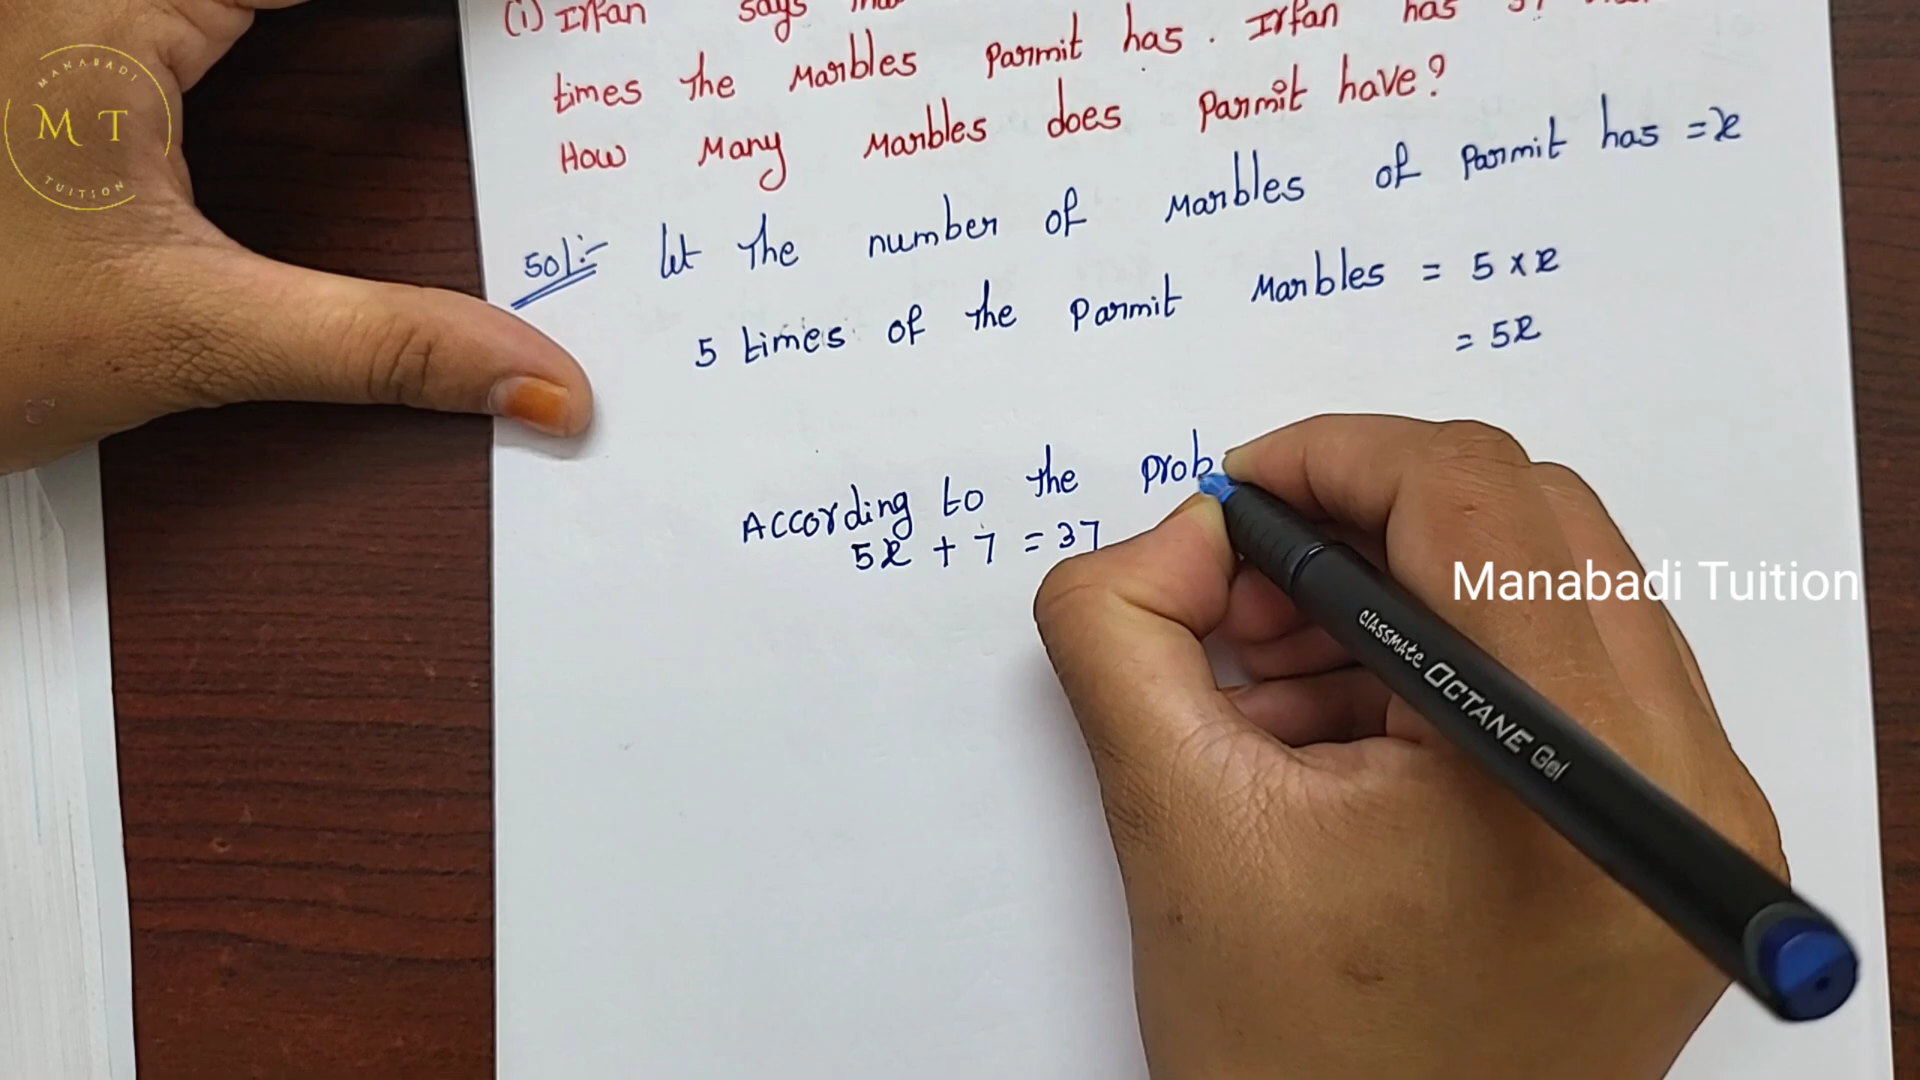 (i) Irfan says
times the Marbles Parmit has. Irfan has
How Many Marbles does Parmit have?
Sol:- let the number of Marbles of Parmit has = x
5 times of the Parmit Marbles = 5 × x
= 5x
According to the prob
5x + 7 = 37
MANABADI
M T
TUITION
Manabadi Tuition
classmate OCTANE Gel